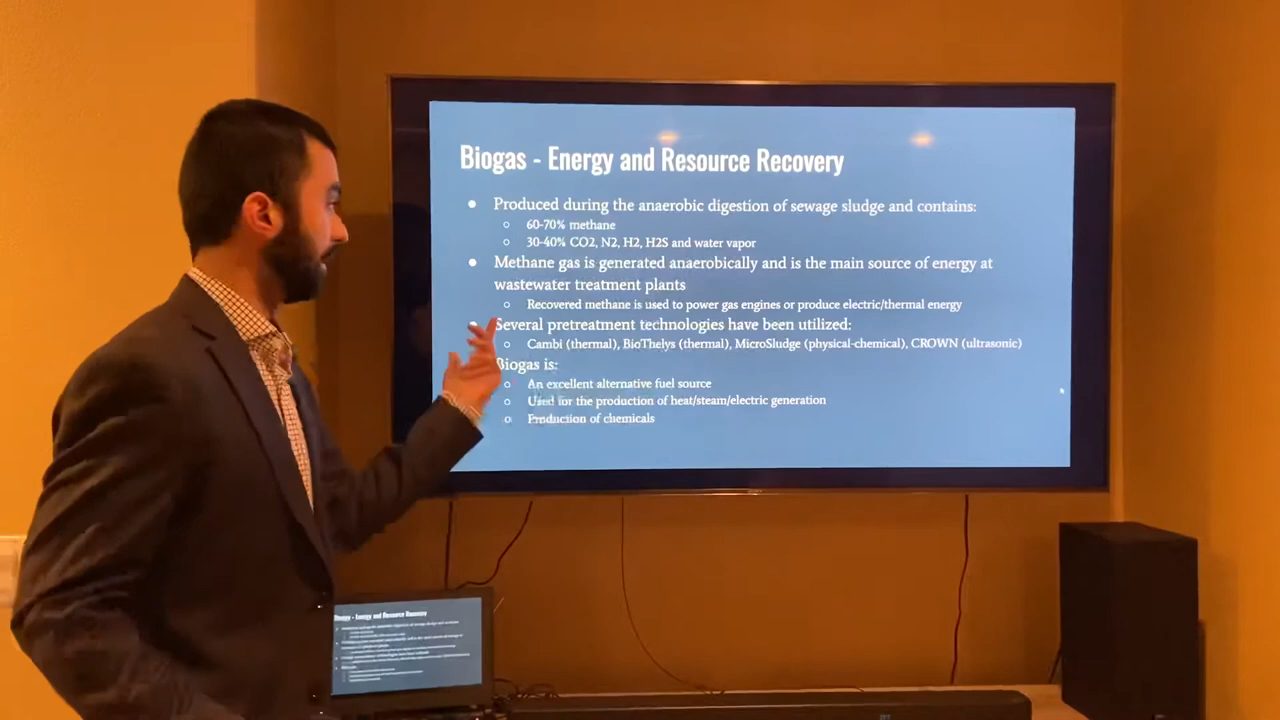 Biogas - Energy and Resource Recovery
● Produced during the anaerobic digestion of sewage sludge and contains:
○ 60-70% methane
○ 30-40% CO2, N2, H2, H2S and water vapor
● Methane gas is generated anaerobically and is the main source of energy at
wastewater treatment plants
○ Recovered methane is used to power gas engines or produce electric/thermal energy
● Several pretreatment technologies have been utilized:
○ Cambi (thermal), BioThelys (thermal), MicroSludge (physical-chemical), CROWN (ultrasonic)
Biogas is:
○ An excellent alternative fuel source
○ Used for the production of heat/steam/electric generation
○ Production of chemicals
Biogas - Energy and Resource Recovery